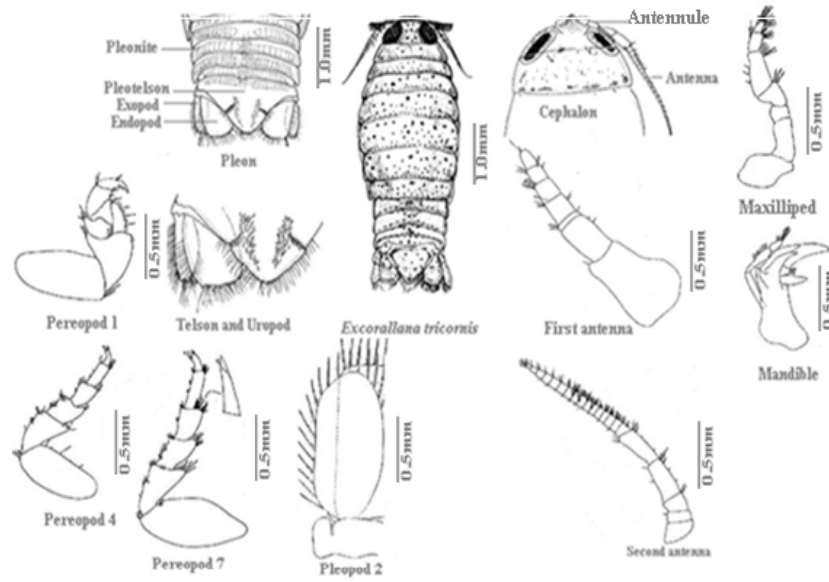 Antennule
Pleonite
1.0mm
Antenna
Pleotelson
Exopod
Endopod
Cephalon
0.5mm
Pleon
1.0mm
Maxilliped
0.5mm
0.5mm
0.5mm
Pereopod 1
Telson and Uropod
Excorallana tricornis
First antenna
Mandible
0.5mm
0.5mm
0.5mm
0.5mm
Pereopod 4
Pereopod 7
Pleopod 2
Second antenna